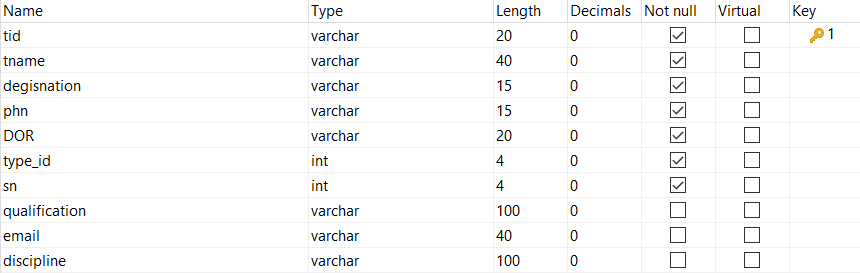 Name Type Length Decimals Not null Virtual Key
tid varchar 20 0 1
tname varchar 40 0
degisnation varchar 15 0
phn varchar 15 0
DOR varchar 20 0
type_id int 4 0
sn int 4 0
qualification varchar 100 0
email varchar 40 0
discipline varchar 100 0